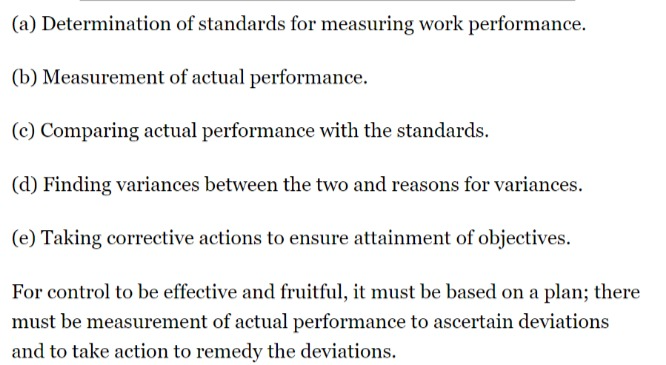 (a) Determination of standards for measuring work performance.
(b) Measurement of actual performance.
(c) Comparing actual performance with the standards.
(d) Finding variances between the two and reasons for variances.
(e) Taking corrective actions to ensure attainment of objectives.
For control to be effective and fruitful, it must be based on a plan; there
must be measurement of actual performance to ascertain deviations
and to take action to remedy the deviations.